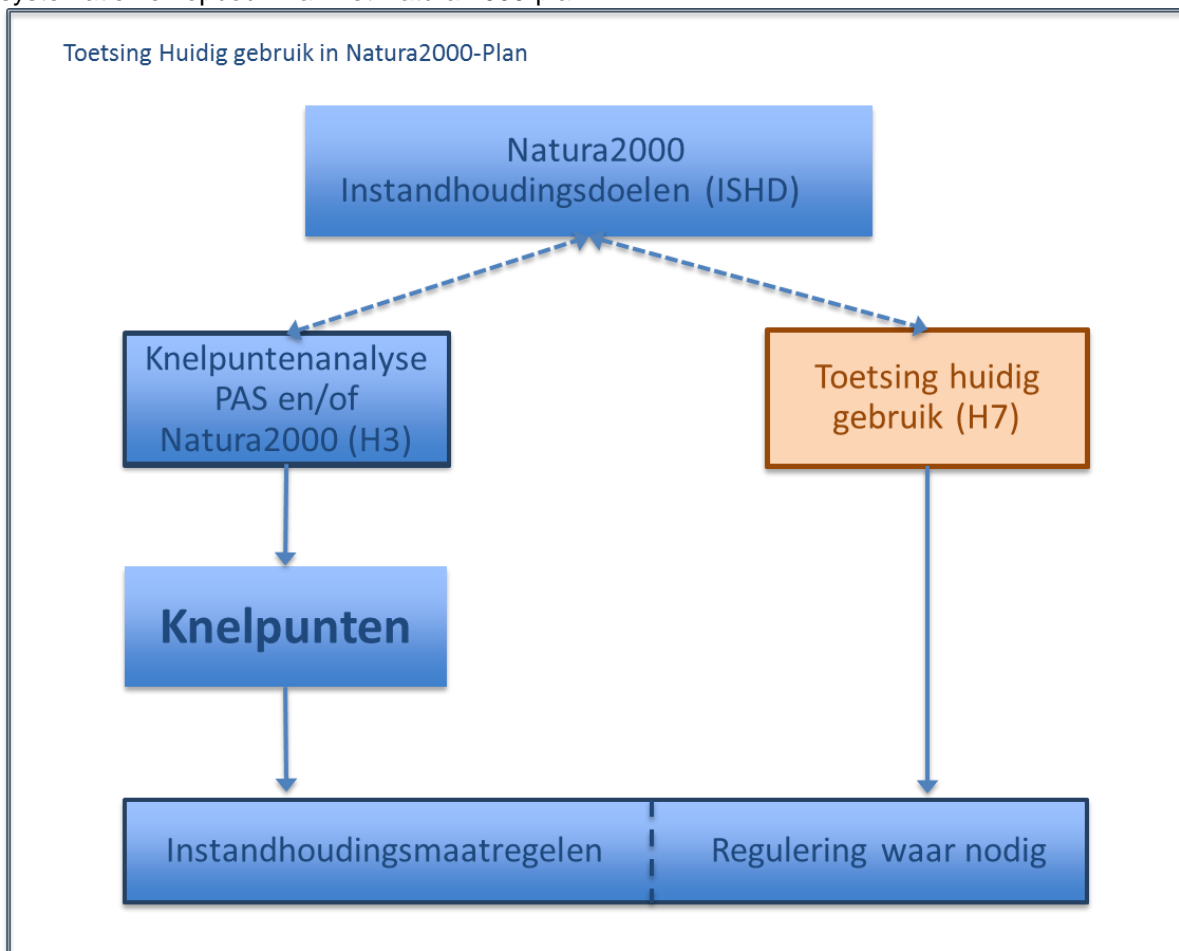 Toetsing Huidig gebruik in Natura2000-Plan
Natura2000
Instandhoudingsdoelen (ISHD)
Knelpuntenanalyse
PAS en/of
Natura2000 (H3)
Toetsing huidig
gebruik (H7)
Knelpunten
Instandhoudingsmaatregelen
Regulering waar nodig